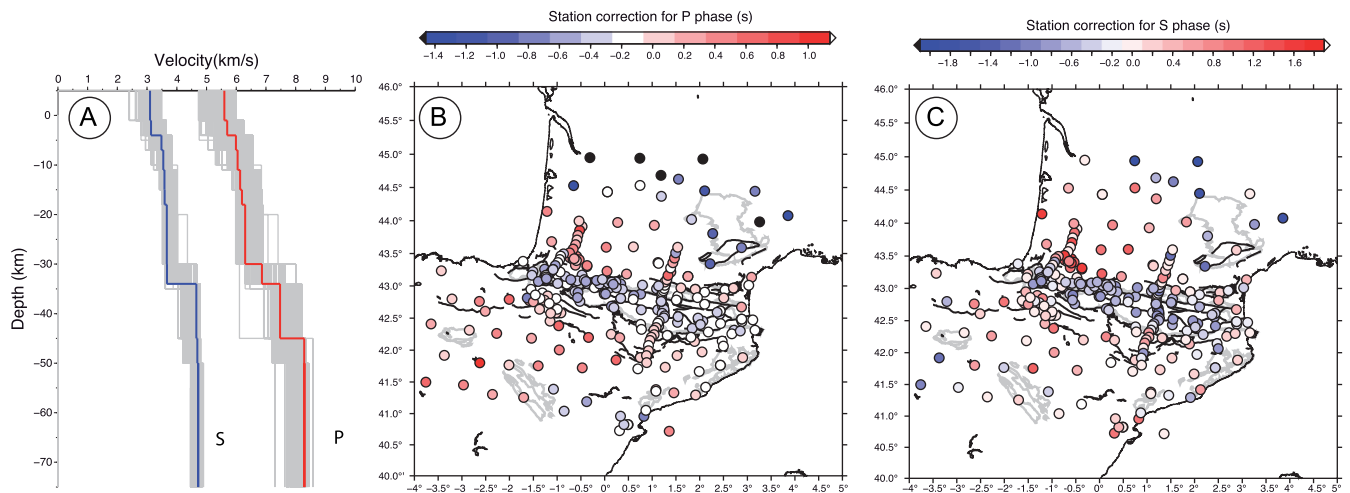 Station correction for P phase (s)
−1.4 −1.2 −1.0 −0.8 −0.6 −0.4 −0.2 0.0 0.2 0.4 0.6 0.8 1.0
Station correction for S phase (s)
−1.8 −1.4 −1.0 −0.6 −0.2 0.0 0.4 0.8 1.2 1.6
Velocity(km/s)
0 1 2 3 4 5 6 7 8 9 10
A
Depth (km)
0
−10
−20
−30
−40
−50
−60
−70
S
P
B
46.0°
45.5°
45.0°
44.5°
44.0°
43.5°
43.0°
42.5°
42.0°
41.5°
41.0°
40.5°
40.0°
−4° −3.5° −3° −2.5° −2° −1.5° −1° −0.5° 0° 0.5° 1° 1.5° 2° 2.5° 3° 3.5° 4° 4.5° 5°
C
46.0°
45.5°
45.0°
44.5°
44.0°
43.5°
43.0°
42.5°
42.0°
41.5°
41.0°
40.5°
40.0°
−4° −3.5° −3° −2.5° −2° −1.5° −1° −0.5° 0° 0.5° 1° 1.5° 2° 2.5° 3° 3.5° 4° 4.5° 5°